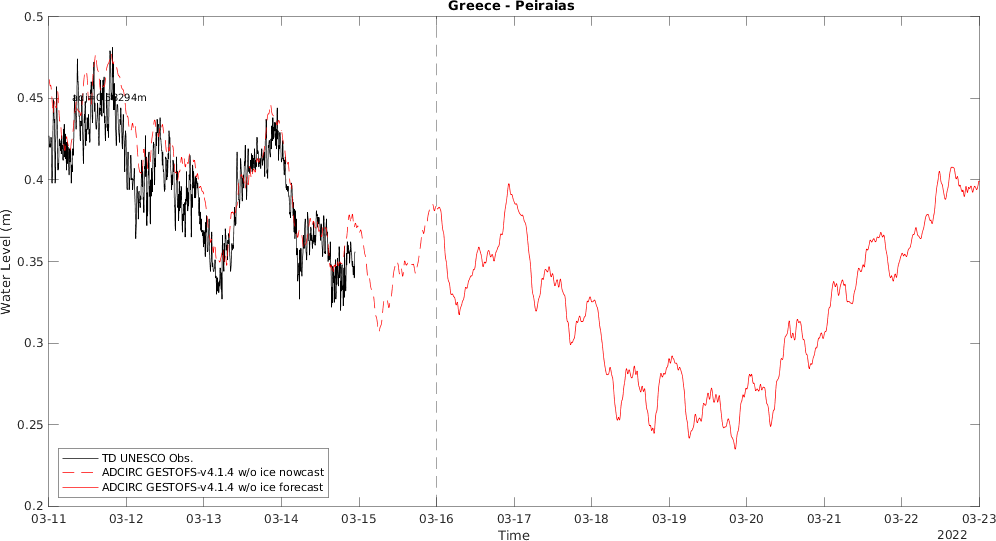 Greece - Peiraias
0.5
0.45
0.4
0.35
0.3
0.25
0.2
Water Level (m)
TD UNESCO Obs.
ADCIRC GESTOFS-v4.1.4 w/o ice nowcast
ADCIRC GESTOFS-v4.1.4 w/o ice forecast
03-11 03-12 03-13 03-14 03-15 03-16 03-17 03-18 03-19 03-20 03-21 03-22 03-23
Time
2022